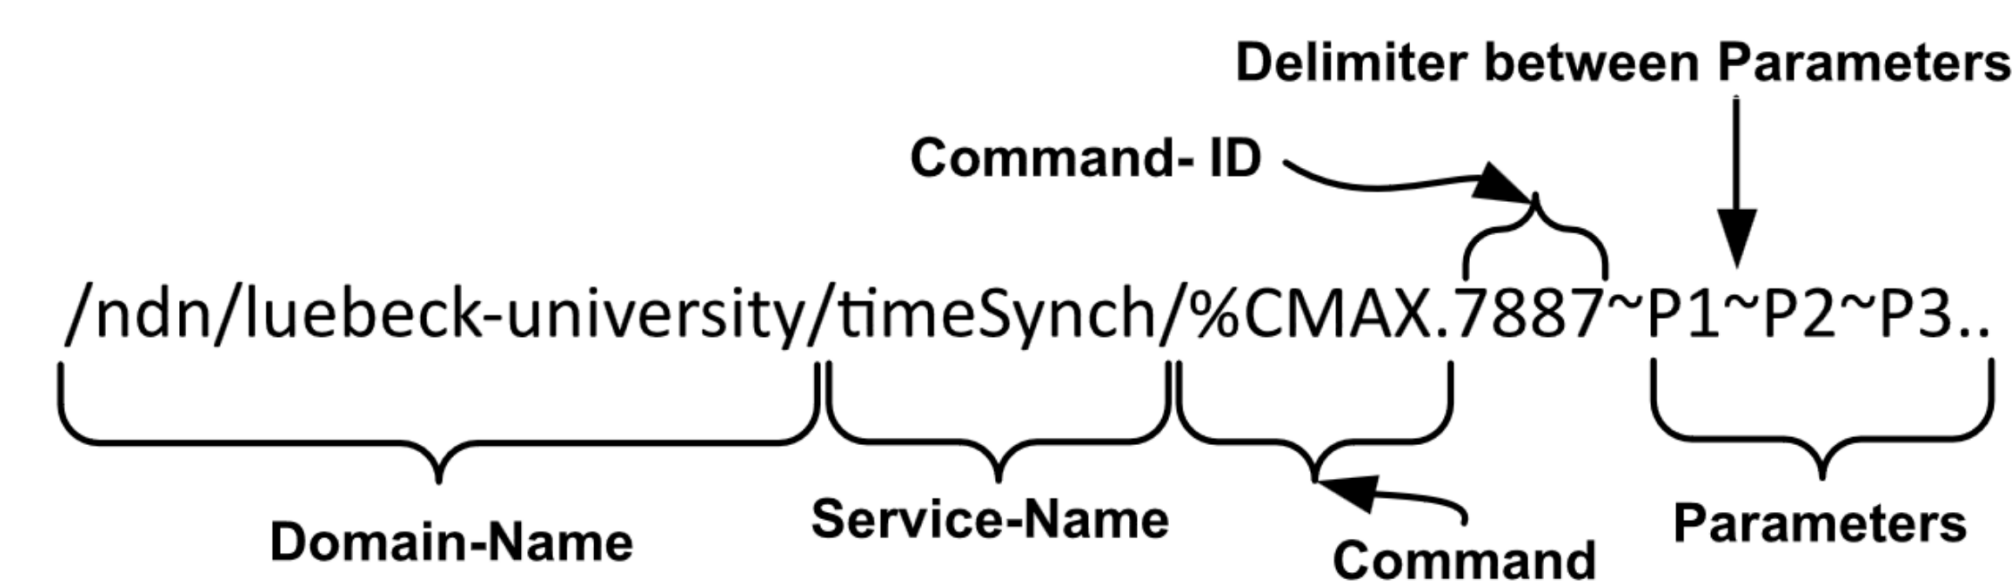 Delimiter between Parameters
Command- ID
/ndn/luebeck-university/timeSynch/%CMAX.7887~P1~P2~P3..
Domain-Name
Service-Name
Command
Parameters